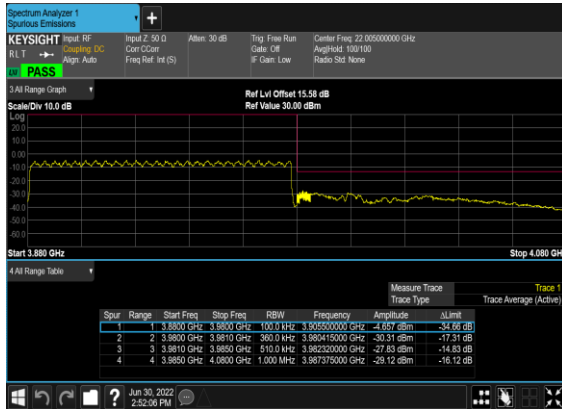 Spectrum Analyzer 1
Spurious Emissions
+
KEYSIGHT Input: RF Input Z: 50 Ω Atten: 30 dB Trig: Free Run Center Freq: 22.005000000 GHz
RLT Coupling: DC Corr CCorr Gate: Off Avg|Hold: 100/100
Align: Auto Freq Ref: Int (S) IF Gain: Low Radio Std: None
PASS
3 All Range Graph
Ref Lvl Offset 15.58 dB
Scale/Div 10.0 dB Ref Value 30.00 dBm
Log
20.0
10.0
0.00
-10.0
-20.0
-30.0
-40.0
-50.0
-60.0
Start 3.880 GHz Stop 4.080 GH
4 All Range Table
Measure Trace Trace 1
Trace Type Trace Average (Active)
Spur Range Start Freq Stop Freq RBW Frequency Amplitude ΔLimit
1 1 3.8800 GHz 3.9800 GHz 100.0 kHz 3.905500000 GHz -4.657 dBm -34.66 dB
2 2 3.9800 GHz 3.9810 GHz 360.0 kHz 3.980415000 GHz -30.31 dBm -17.31 dB
3 3 3.9810 GHz 3.9850 GHz 510.0 kHz 3.982320000 GHz -27.83 dBm -14.83 dB
4 4 3.9850 GHz 4.0800 GHz 1.000 MHz 3.987375000 GHz -29.12 dBm -16.12 dB
? Jun 30, 2022
2:52:06 PM